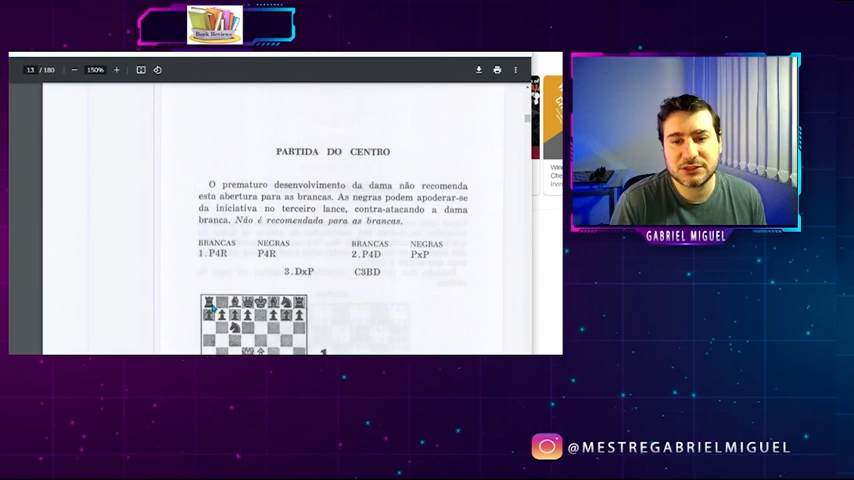 Book Reviews
13 / 180
150%
PARTIDA DO CENTRO
O prematuro desenvolvimento da dama não recomenda
esta abertura para as brancas. As negras podem apoderar-se
da iniciativa no terceiro lance, contra-atacando a dama
branca. Não é recomendada para as brancas.
BRANCAS NEGRAS BRANCAS NEGRAS
1. P4R P4R 2. P4D PxP
3. DxP C3BD
GABRIEL MIGUEL
@MESTREGABRIELMIGUEL